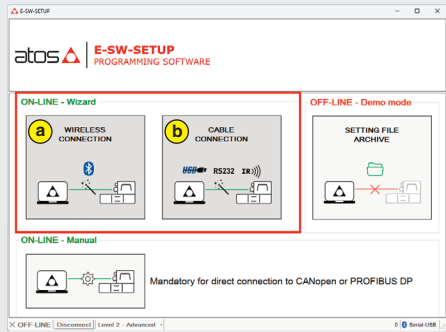 E-SW-SETUP
atos
E-SW-SETUP
PROGRAMMING SOFTWARE
ON-LINE - Wizard
OFF-LINE - Demo mode
a
WIRELESS
CONNECTION
b
CABLE
CONNECTION
USB RS232 IR
SETTING FILE
ARCHIVE
ON-LINE - Manual
Mandatory for direct connection to CANopen or PROFIBUS DP
OFF-LINE Disconnect Level 2 - Advanced -
0 Serial-USB